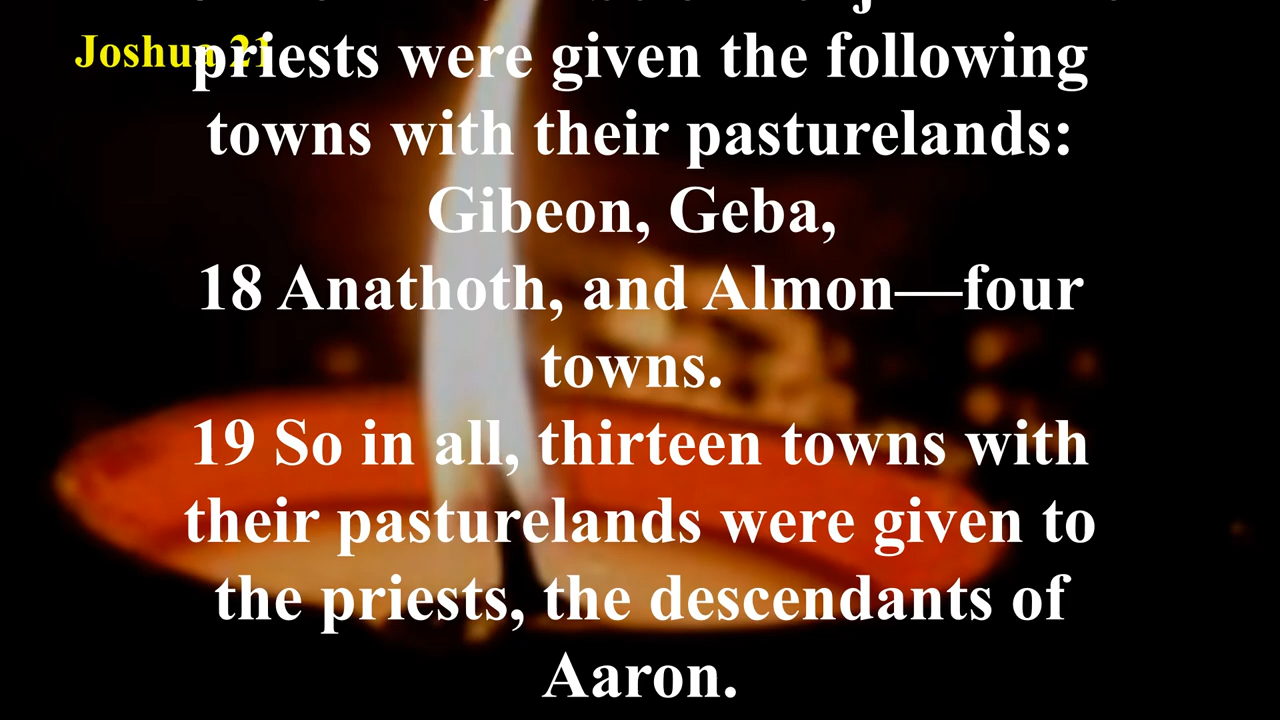 Joshua 21
priests were given the following
towns with their pasturelands:
Gibeon, Geba,
18 Anathoth, and Almon—four
towns.
19 So in all, thirteen towns with
their pasturelands were given to
the priests, the descendants of
Aaron.